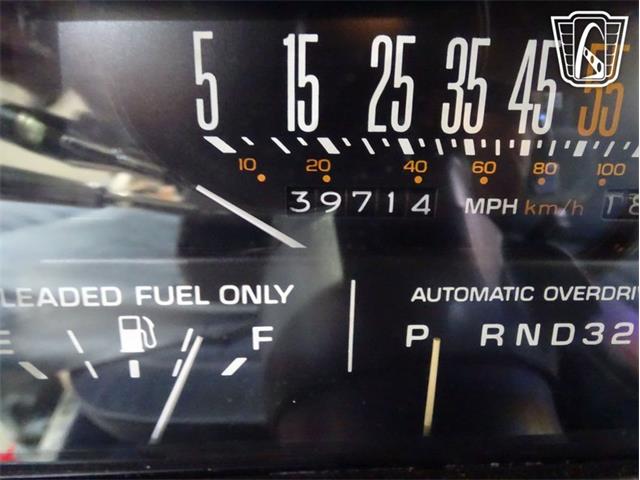 5 15 25 35 45 55
10 20 40 60 80 100
39714 MPH km/h
LEADED FUEL ONLY AUTOMATIC OVERDRI
E F P RND32